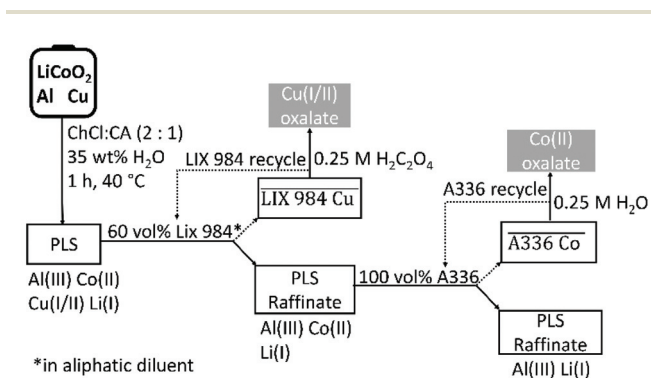 LiCoO2
Al Cu
ChCl:CA (2 : 1)
35 wt% H2O
1 h, 40 °C
PLS
Al(III) Co(II)
Cu(I/II) Li(I)
60 vol% Lix 984*
LIX 984 recycle
Cu(I/II)
oxalate
0.25 M H2C2O4
LIX 984 Cu
PLS
Raffinate
Al(III) Co(II)
Li(I)
100 vol% A336
A336 recycle
Co(II)
oxalate
0.25 M H2O
A336 Co
PLS
Raffinate
Al(III) Li(I)
*in aliphatic diluent